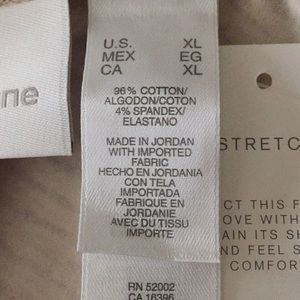 ne
U.S. XL
MEX EG
CA XL
96% COTTON/
ALGODON/COTON
4% SPANDEX/
ELASTANO
MADE IN JORDAN
WITH IMPORTED
FABRIC
HECHO EN JORDANIA
CON TELA
IMPORTADA
FABRIQUE EN
JORDANIE
AVEC DU TISSU
IMPORTE
RN 52002
CA 16396
STRETC
CT THIS F
OVE WITH
AIN ITS SH
AND FEEL S
COMFOR